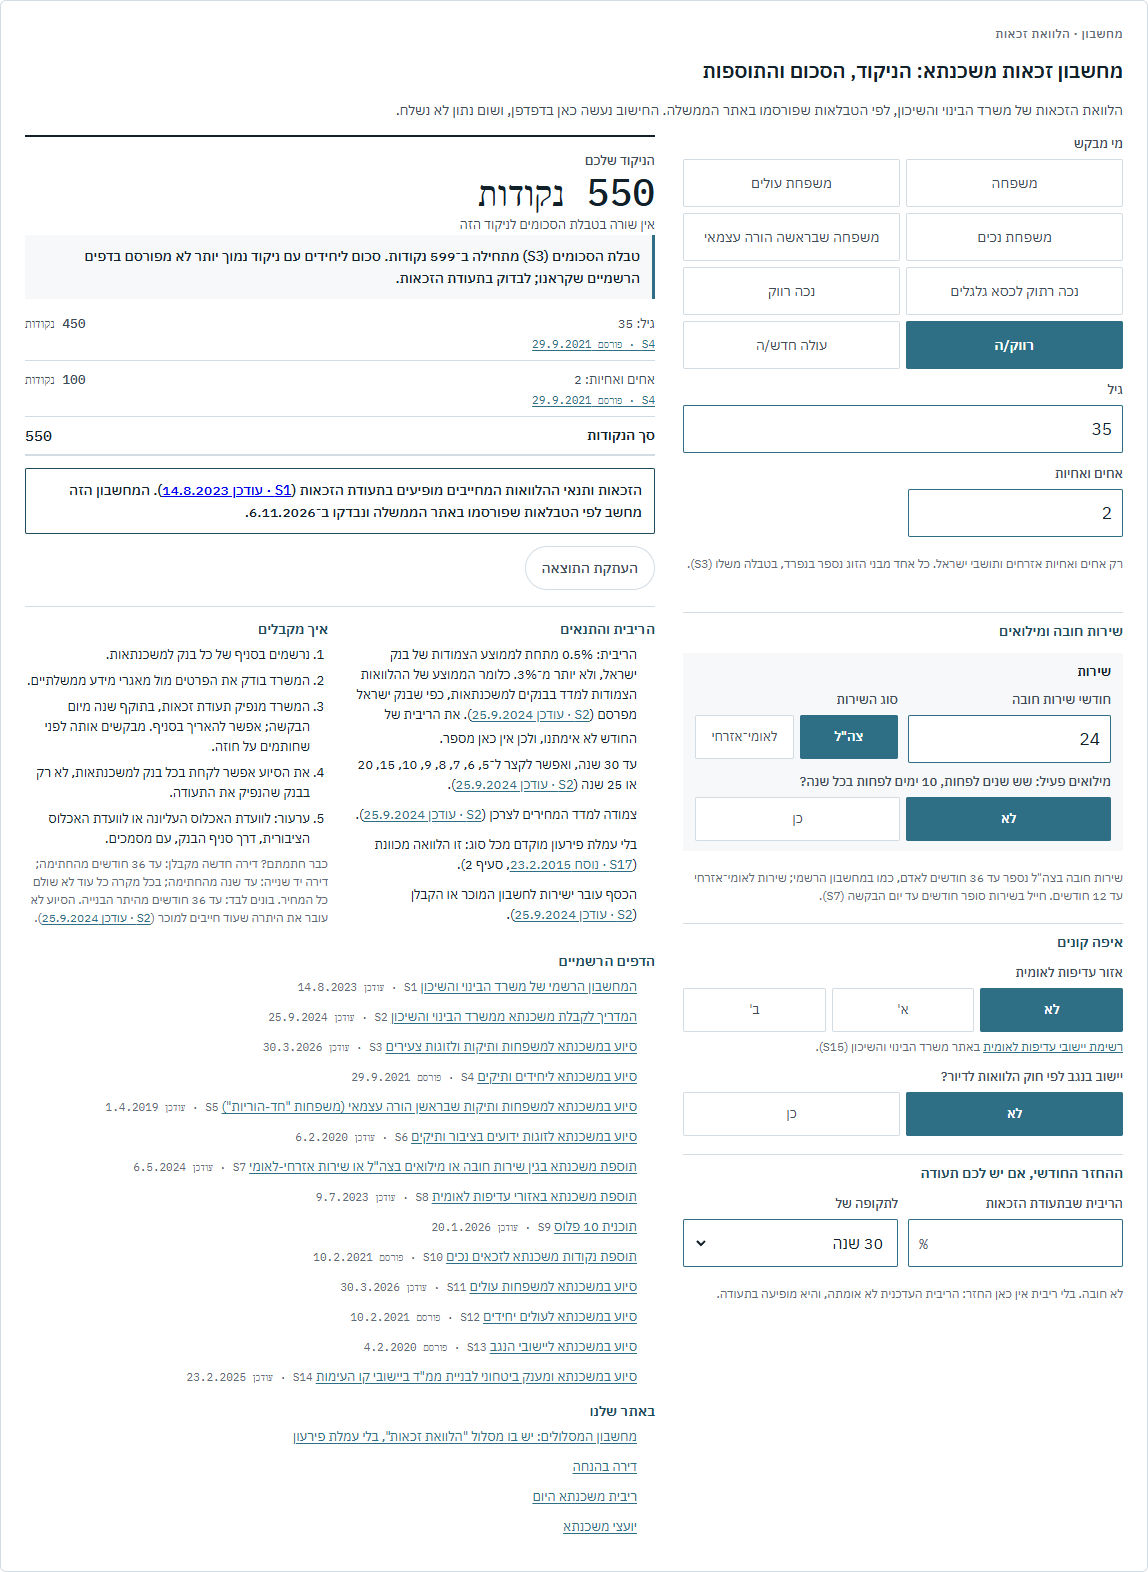 מחשבון · הלוואת זכאות
מחשבון זכאות משכנתא: הניקוד, הסכום והתוספות
הלוואת הזכאות של משרד הבינוי והשיכון, לפי הטבלאות שפורסמו באתר הממשלה. החישוב נעשה כאן בדפדפן, ושום נתון לא נשלח.
מי מבקש
משפחה
משפחת עולים
משפחת נכים
משפחה שבראשה הורה עצמאי
נכה רתוק לכסא גלגלים
נכה רווק
רווק/ה
עולה חדש/ה
גיל
35
אחים ואחיות
2
רק אחים ואחיות אזרחים ותושבי ישראל. כל אחד מבני הזוג נספר בנפרד, בטבלה משלו (S3).
שירות חובה ומילואים
שירות
חודשי שירות חובה
סוג השירות
24
צה"ל
לאומי־אזרחי
מילואים פעיל: שש שנים לפחות, 10 ימים לפחות בכל שנה?
לא
כן
שירות חובה בצה"ל נספר עד 36 חודשים לאדם, כמו במחשבון הרשמי; שירות לאומי־אזרחי
עד 12 חודשים. חייל בשירות סופר חודשים עד יום הבקשה (S7).
איפה קונים
אזור עדיפות לאומית
לא
א'
ב'
רשימת יישובי עדיפות לאומית באתר משרד הבינוי והשיכון (S15).
יישוב בנגב לפי חוק הלוואות לדיור?
לא
כן
ההחזר החודשי, אם יש לכם תעודה
הריבית שבתעודת הזכאות
לתקופה של
%
30 שנה
לא חובה. בלי ריבית אין כאן החזר: הריבית העדכנית לא אומתה, והיא מופיעה בתעודה.
הניקוד שלכם
550 נקודות
אין שורה בטבלת הסכומים לניקוד הזה
טבלת הסכומים (S3) מתחילה ב־599 נקודות. סכום ליחידים עם ניקוד נמוך יותר לא מפורסם בדפים
הרשמיים שקראנו; לבדוק בתעודת הזכאות.
גיל: 35
450 נקודות
S4 · פורסם 29.9.2021
אחים ואחיות: 2
100 נקודות
S4 · פורסם 29.9.2021
סך הנקודות
550
הזכאות ותנאי ההלוואות המחייבים מופיעים בתעודת הזכאות (S1 · עודכן 14.8.2023). המחשבון הזה
מחשב לפי הטבלאות שפורסמו באתר הממשלה ונבדקו ב־6.11.2026.
העתקת התוצאה
הריבית והתנאים
הריבית: 0.5% מתחת לממוצע הצמודות של בנק
ישראל, ולא יותר מ־3%. כלומר הממוצע של ההלוואות
הצמודות למדד בבנקים למשכנתאות, כפי שבנק ישראל
מפרסם (S2 · עודכן 25.9.2024). את הריבית של
החודש לא אימתנו, ולכן אין כאן מספר.
עד 30 שנה, ואפשר לקצר ל־5, 6, 7, 8, 9, 10, 15, 20
או 25 שנה (S2 · עודכן 25.9.2024).
צמודה למדד המחירים לצרכן (S2 · עודכן 25.9.2024).
בלי עמלת פירעון מוקדם מכל סוג: זו הלוואה מכוונת
(S17 · נוסח 23.2.2015, סעיף 2).
הכסף עובר ישירות לחשבון המוכר או הקבלן
(S2 · עודכן 25.9.2024).
איך מקבלים
1. נרשמים בסניף של כל בנק למשכנתאות.
2. המשרד בודק את הפרטים מול מאגרי מידע ממשלתיים.
3. המשרד מנפיק תעודת זכאות, בתוקף שנה מיום
הבקשה; אפשר להאריך בסניף. מבקשים אותה לפני
שחותמים על חוזה.
4. את הסיוע אפשר לקחת בכל בנק למשכנתאות, לא רק
בבנק שהנפיק את התעודה.
5. ערעור: לוועדת האכלוס העליונה או לוועדת האכלוס
הציבורית, דרך סניף הבנק, עם מסמכים.
כבר חתמתם? דירה חדשה מקבלן: עד 36 חודשים מהחתימה;
דירה יד שנייה: עד שנה מהחתימה; בכל מקרה כל עוד לא שולם
כל המחיר. בונים לבד: עד 36 חודשים מהיתר הבנייה. הסיוע לא
עובר את היתרה שעוד חייבים למוכר (S2 · עודכן 25.9.2024).
הדפים הרשמיים
המחשבון הרשמי של משרד הבינוי והשיכון S1 · עודכן 14.8.2023
המדריך לקבלת משכנתא ממשרד הבינוי והשיכון S2 · עודכן 25.9.2024
סיוע במשכנתא למשפחות ותיקות ולזוגות צעירים S3 · עודכן 30.3.2026
סיוע במשכנתא ליחידים ותיקים S4 · פורסם 29.9.2021
סיוע במשכנתא למשפחות ותיקות שבראשן הורה עצמאי (משפחות "חד-הוריות") S5 · עודכן 1.4.2019
סיוע במשכנתא לזוגות ידועים בציבור ותיקים S6 · עודכן 6.2.2020
תוספת משכנתא בגין שירות חובה או מילואים בצה"ל או שירות אזרחי-לאומי S7 · עודכן 6.5.2024
תוספת משכנתא באזורי עדיפות לאומית S8 · עודכן 9.7.2023
תוכנית 10 פלוס S9 · עודכן 20.1.2026
תוספת נקודות משכנתא לזכאים נכים S10 · פורסם 10.2.2021
סיוע במשכנתא למשפחות עולים S11 · עודכן 30.3.2026
סיוע במשכנתא לעולים יחידים S12 · פורסם 10.2.2021
סיוע במשכנתא ליישובי הנגב S13 · פורסם 4.2.2020
סיוע במשכנתא ומענק ביטחוני לבניית ממ"ד ביישובי קו העימות S14 · עודכן 23.2.2025
באתר שלנו
מחשבון המסלולים: יש בו מסלול "הלוואת זכאות", בלי עמלת פירעון
דירה בהנחה
ריבית משכנתא היום
יועצי משכנתא